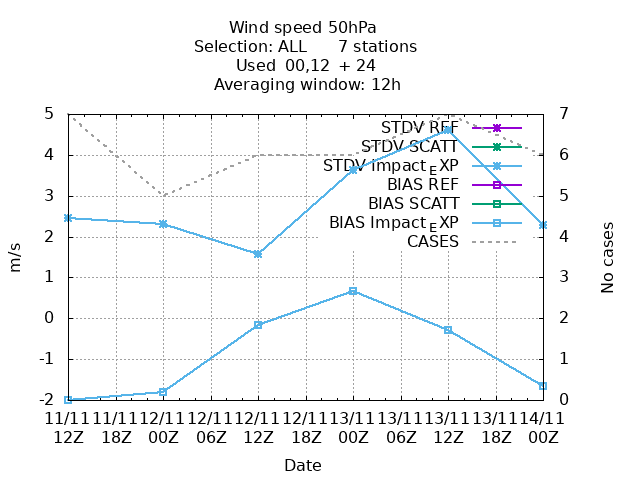 Wind speed 50hPa
Selection: ALL 7 stations
Used 00,12 + 24
Averaging window: 12h
5 7
STDV REF
STDV SCATT
4 6
STDV Impact_EXP
BIAS REF
3 5
BIAS SCATT
BIAS Impact_EXP
2 4
CASES
m/s
No cases
1 3
0 2
-1 1
-2 0
11/11 11/11 12/11 12/11 12/11 12/11 13/11 13/11 13/11 13/11 14/11
12Z 18Z 00Z 06Z 12Z 18Z 00Z 06Z 12Z 18Z 00Z
Date